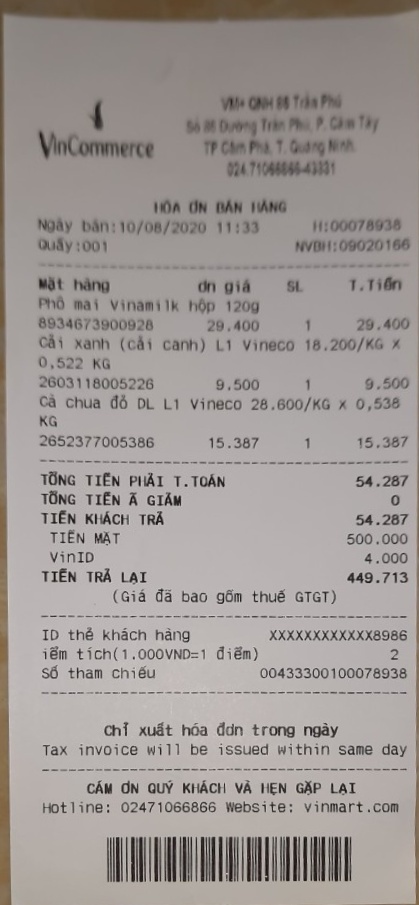 VinCommerce
VM+ QNH 86 Trần Phú
Số 86 Đường Trần Phú, P. Cẩm Tây
TP Cẩm Phả, T. Quảng Ninh
024.71066866-43331
HÓA ƠN BÁN HÀNG
Ngày bán:10/08/2020 11:33 H:00078938
Quầy:001 NVBH:09020166
Mặt hàng ơn giá SL T.Tiền
Phô mai Vinamilk hộp 120g
8934673900928 29.400 1 29.400
Cải xanh (cải canh) L1 Vineco 18.200/KG X
0,522 KG
2603118005226 9.500 1 9.500
Cà chua đỏ DL L1 Vineco 28.600/KG X 0,538
KG
2652377005386 15.387 1 15.387
TỔNG TIỀN PHẢI T.TOÁN 54.287
TỔNG TIỀN Ã GIẢM 0
TIỀN KHÁCH TRẢ 54.287
TIỀN MẶT 500.000
VinID 4.000
TIỀN TRẢ LẠI 449.713
(Giá đã bao gồm thuế GTGT)
ID thẻ khách hàng XXXXXXXXXXXX8986
iểm tích(1.000VND=1 điểm) 2
Số tham chiếu 00433300100078938
Chỉ xuất hóa đơn trong ngày
Tax invoice will be issued within same day
CẢM ƠN QUÝ KHÁCH VÀ HẸN GẶP LẠI
Hotline: 02471066866 Website: vinmart.com